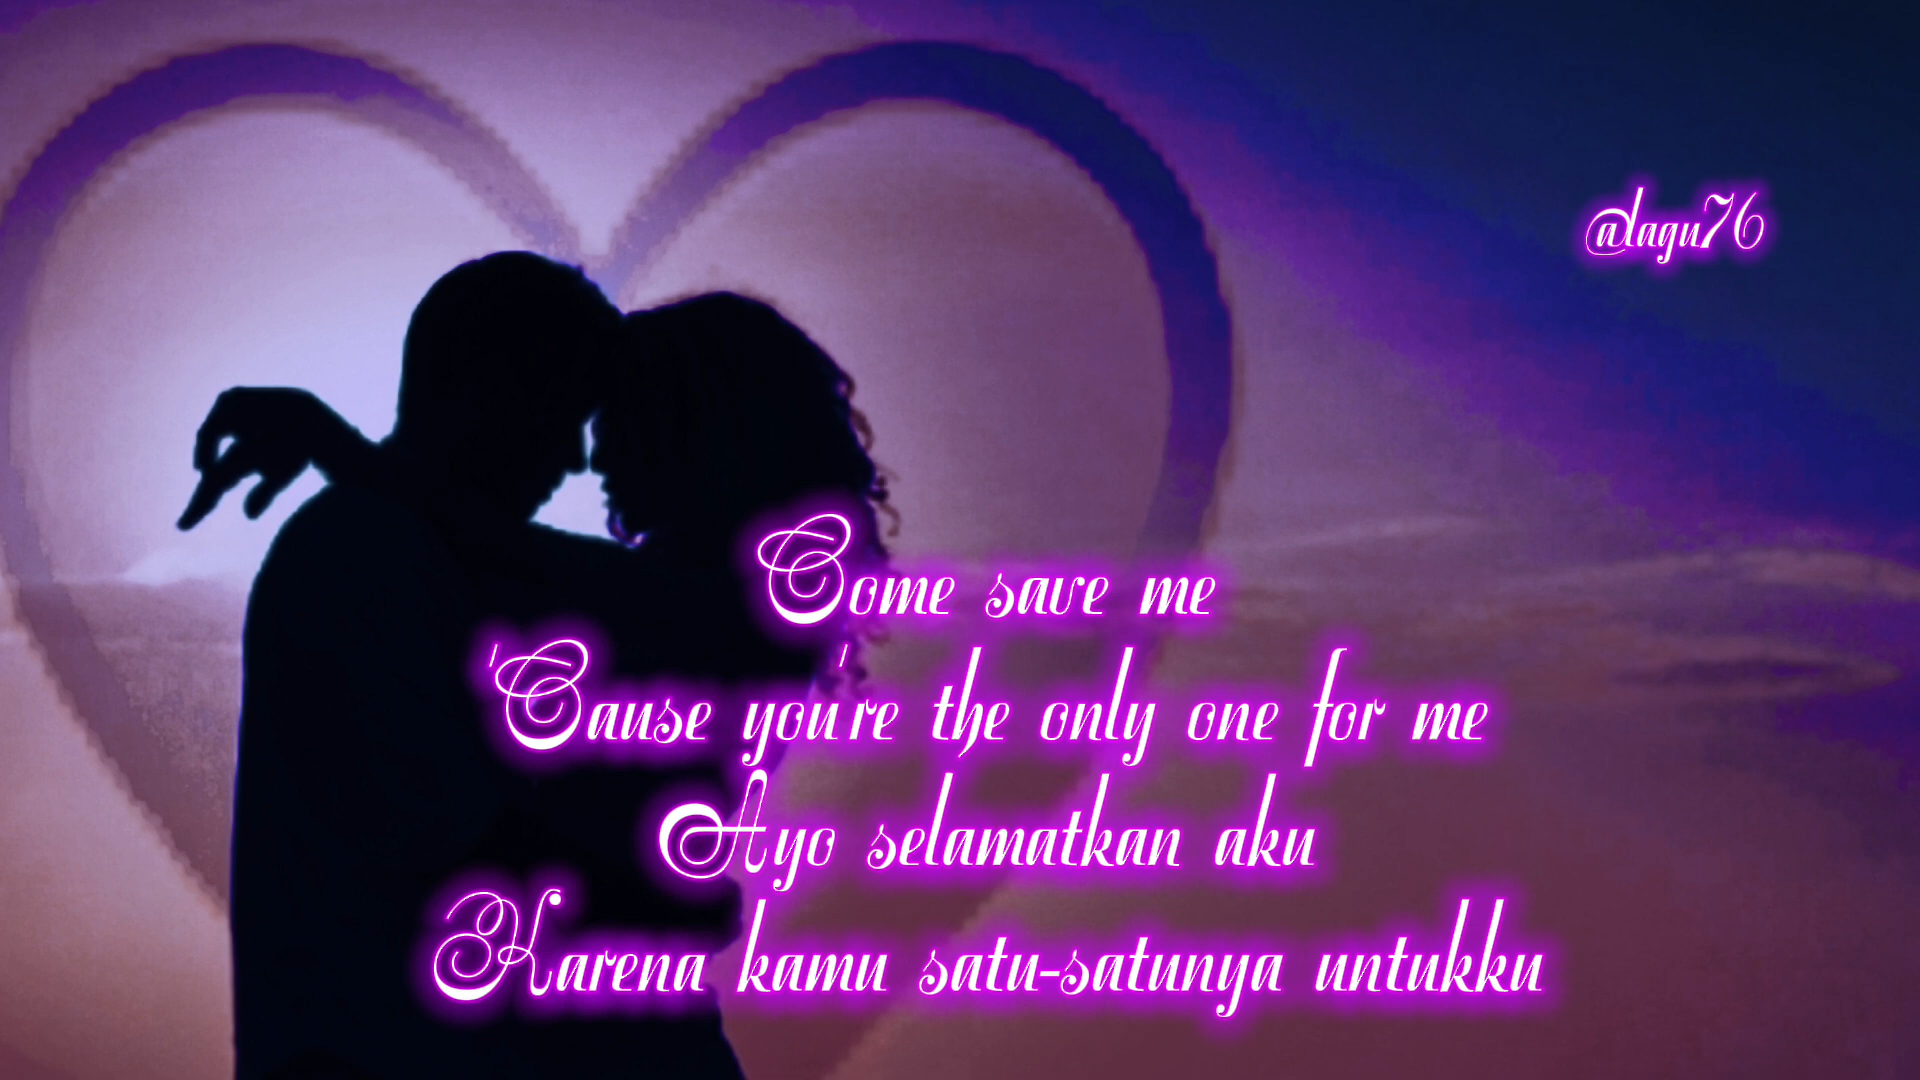 @lagu76
Come save me
'Cause you're the only one for me
Ayo selamatkan aku
Karena kamu satu-satunya untukku